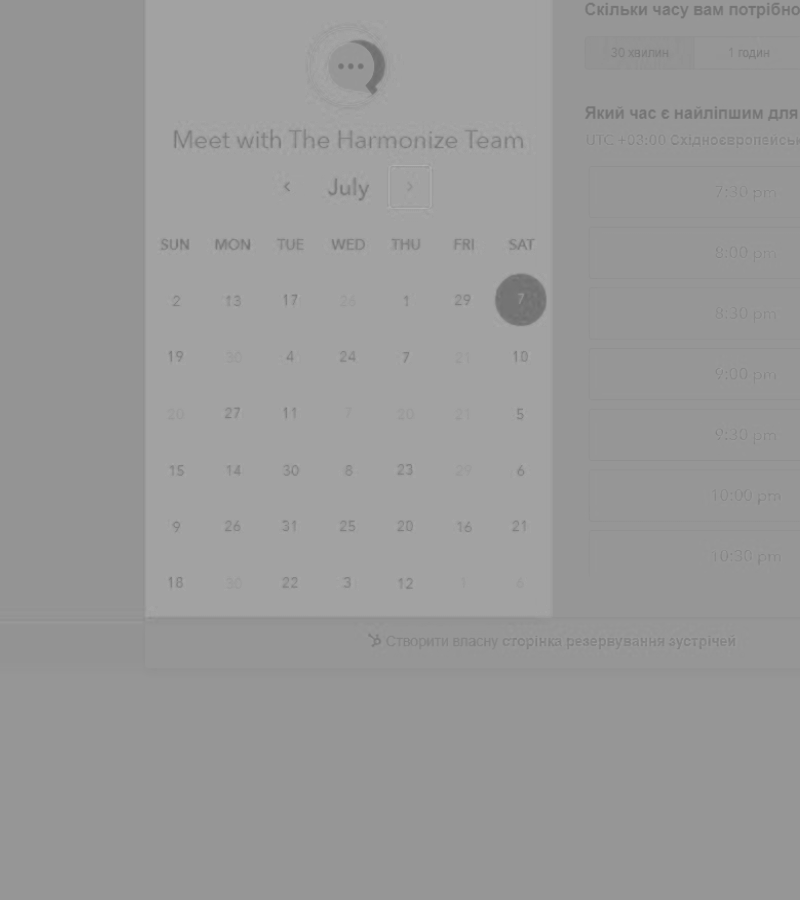 Meet with The Harmonize Team
July
SUN MON TUE WED THU FRI SAT
2 13 17 26 1 29 7
19 30 4 24 7 21 10
20 27 11 7 20 21 5
15 14 30 8 23 29 6
9 26 31 25 20 16 21
18 30 22 3 12 1
Скільки часу вам потрібно
30 хвилин 1 годин
Який час є найліпшим для
UTC +03:00 Східноєвропейськ
7:30 pm
8:00 pm
8:30 pm
9:00 pm
9:30 pm
10:00 pm
10:30 pm
Створити власну сторінка резервування зустрічей